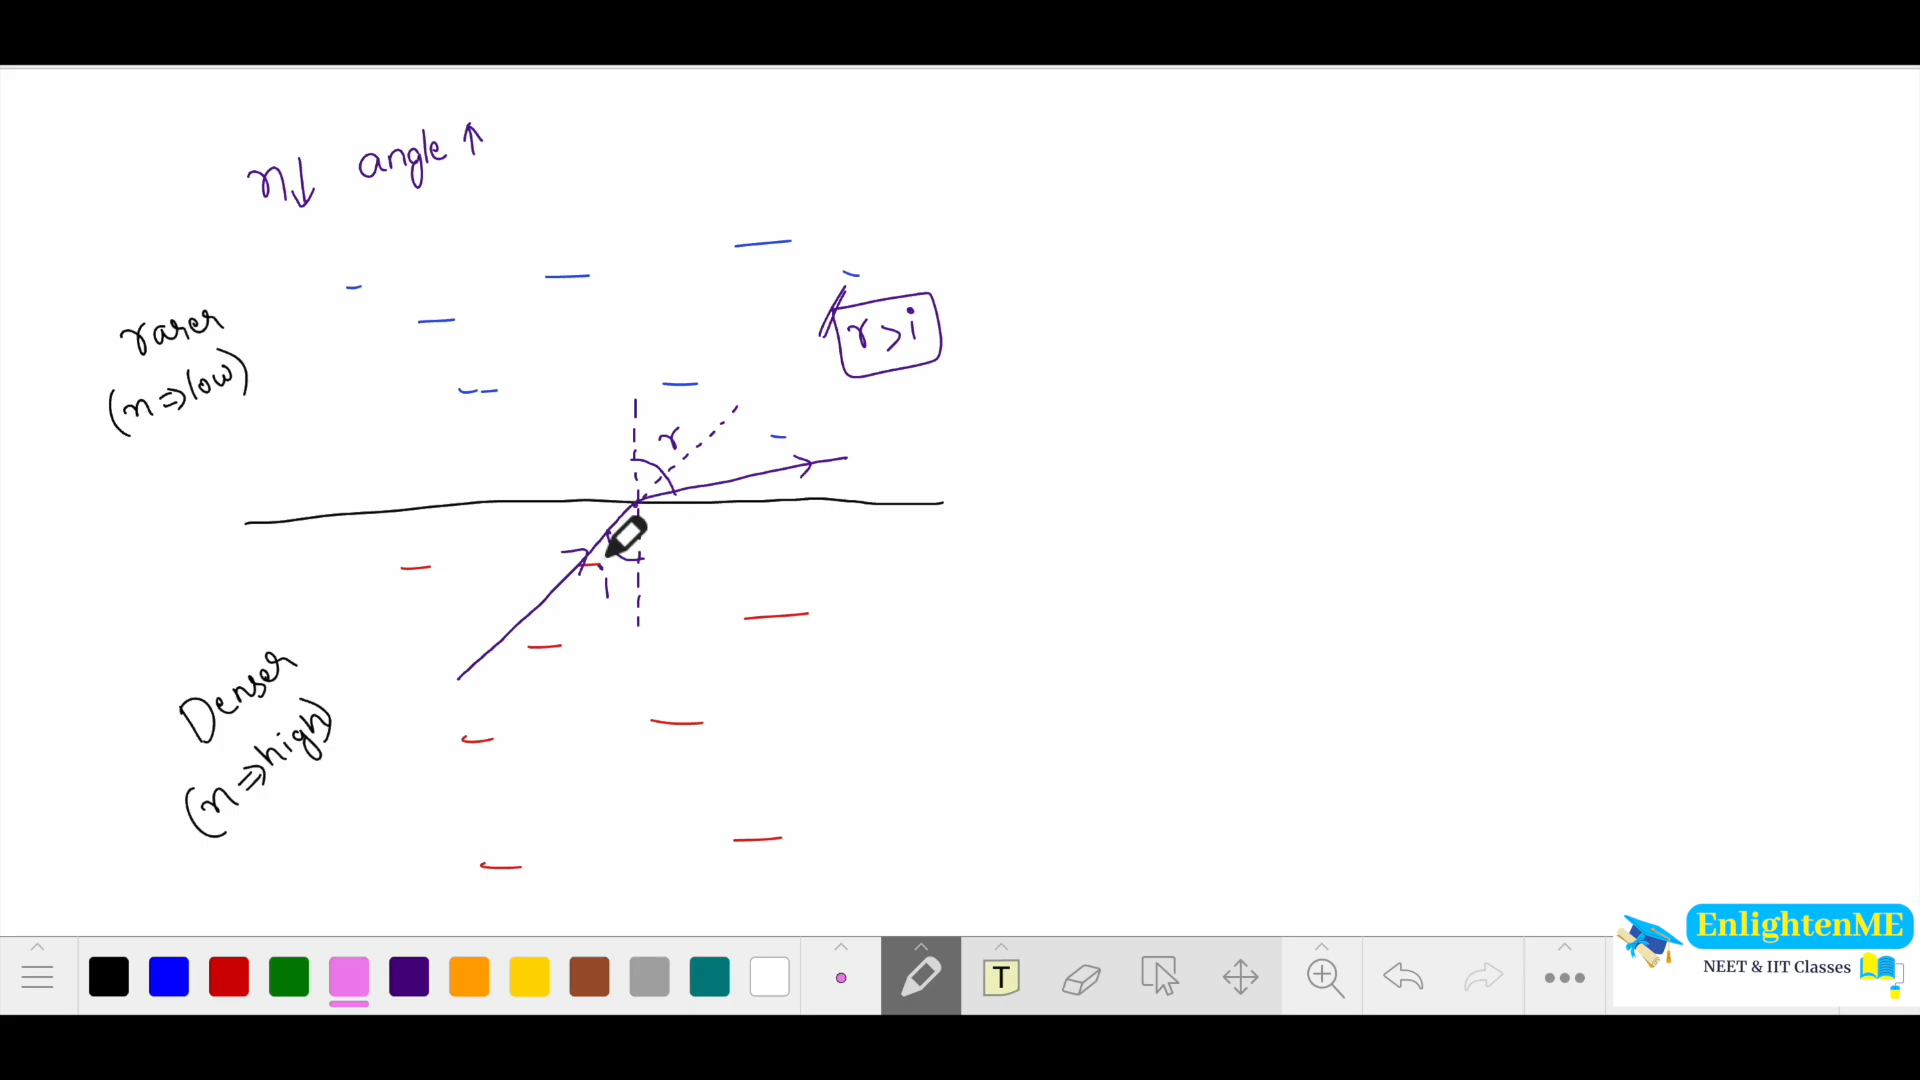 n↓ angle ↑
rarer
(n⇒low)
r>i
r
i
Denser
(n⇒high)
T
EnlightenME
NEET & IIT Classes